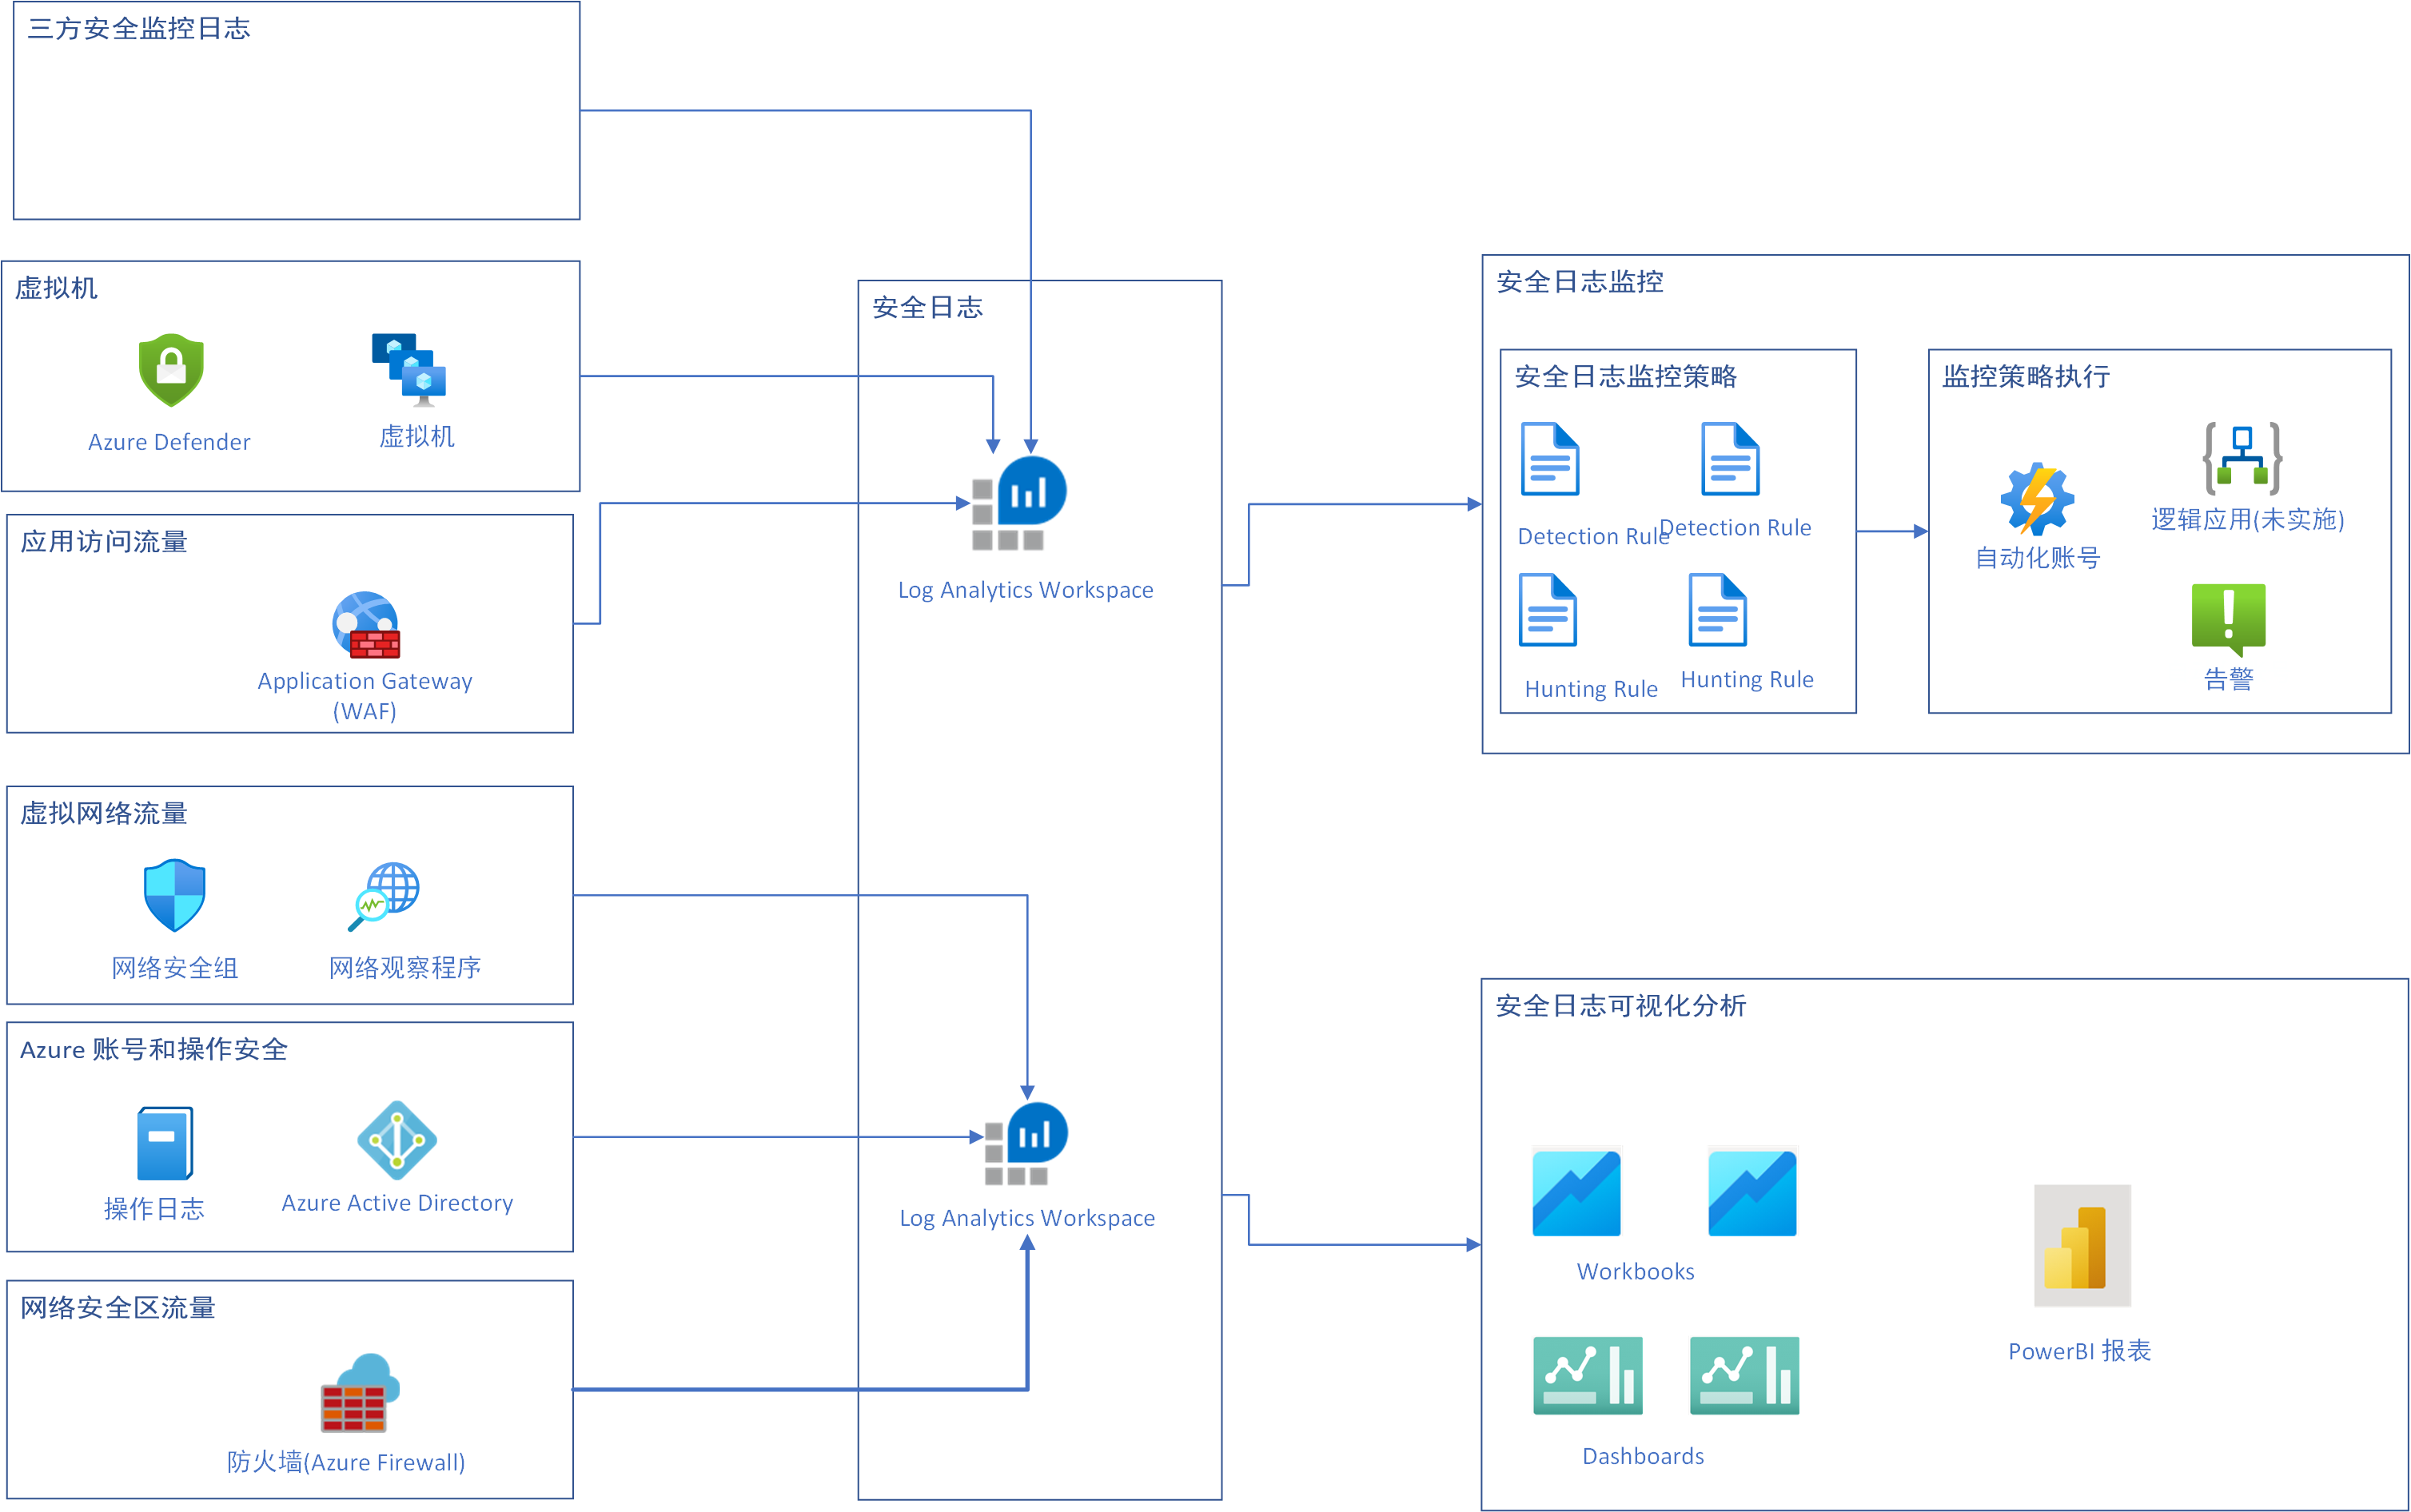 三方安全监控日志
虚拟机
Azure Defender
虚拟机
应用访问流量
Application Gateway
(WAF)
虚拟网络流量
网络安全组
网络观察程序
Azure 账号和操作安全
操作日志
Azure Active Directory
网络安全区流量
防火墙(Azure Firewall)
安全日志
Log Analytics Workspace
Log Analytics Workspace
安全日志监控
安全日志监控策略
Detection Rule
Detection Rule
Hunting Rule
Hunting Rule
监控策略执行
自动化账号
逻辑应用(未实施)
告警
安全日志可视化分析
Workbooks
Dashboards
PowerBI 报表